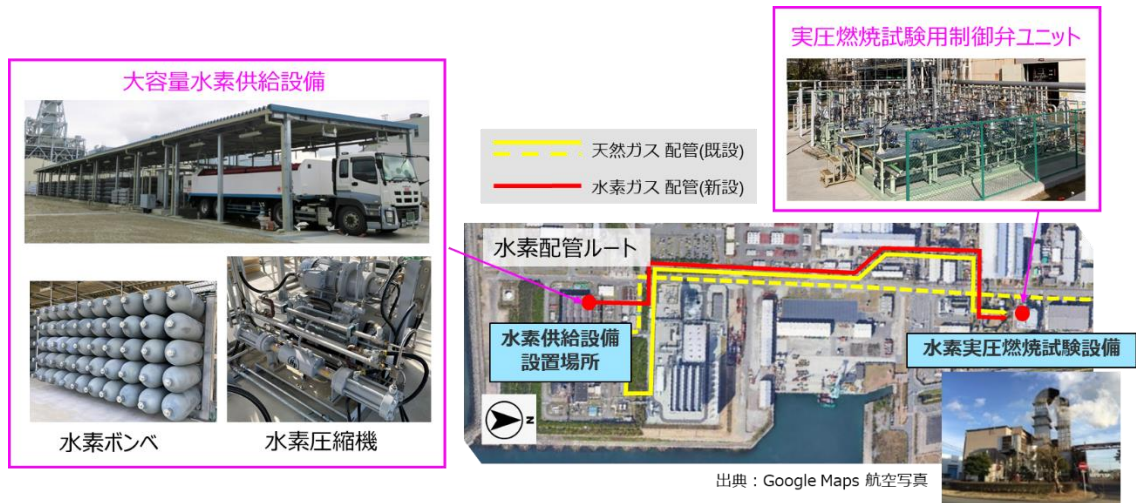 実圧燃焼試験用制御弁ユニット
大容量水素供給設備
天然ガス 配管(既設)
水素ガス 配管(新設)
水素配管ルート
水素供給設備
設置場所
水素実圧燃焼試験設備
N
水素ボンベ
水素圧縮機
出典：Google Maps 航空写真